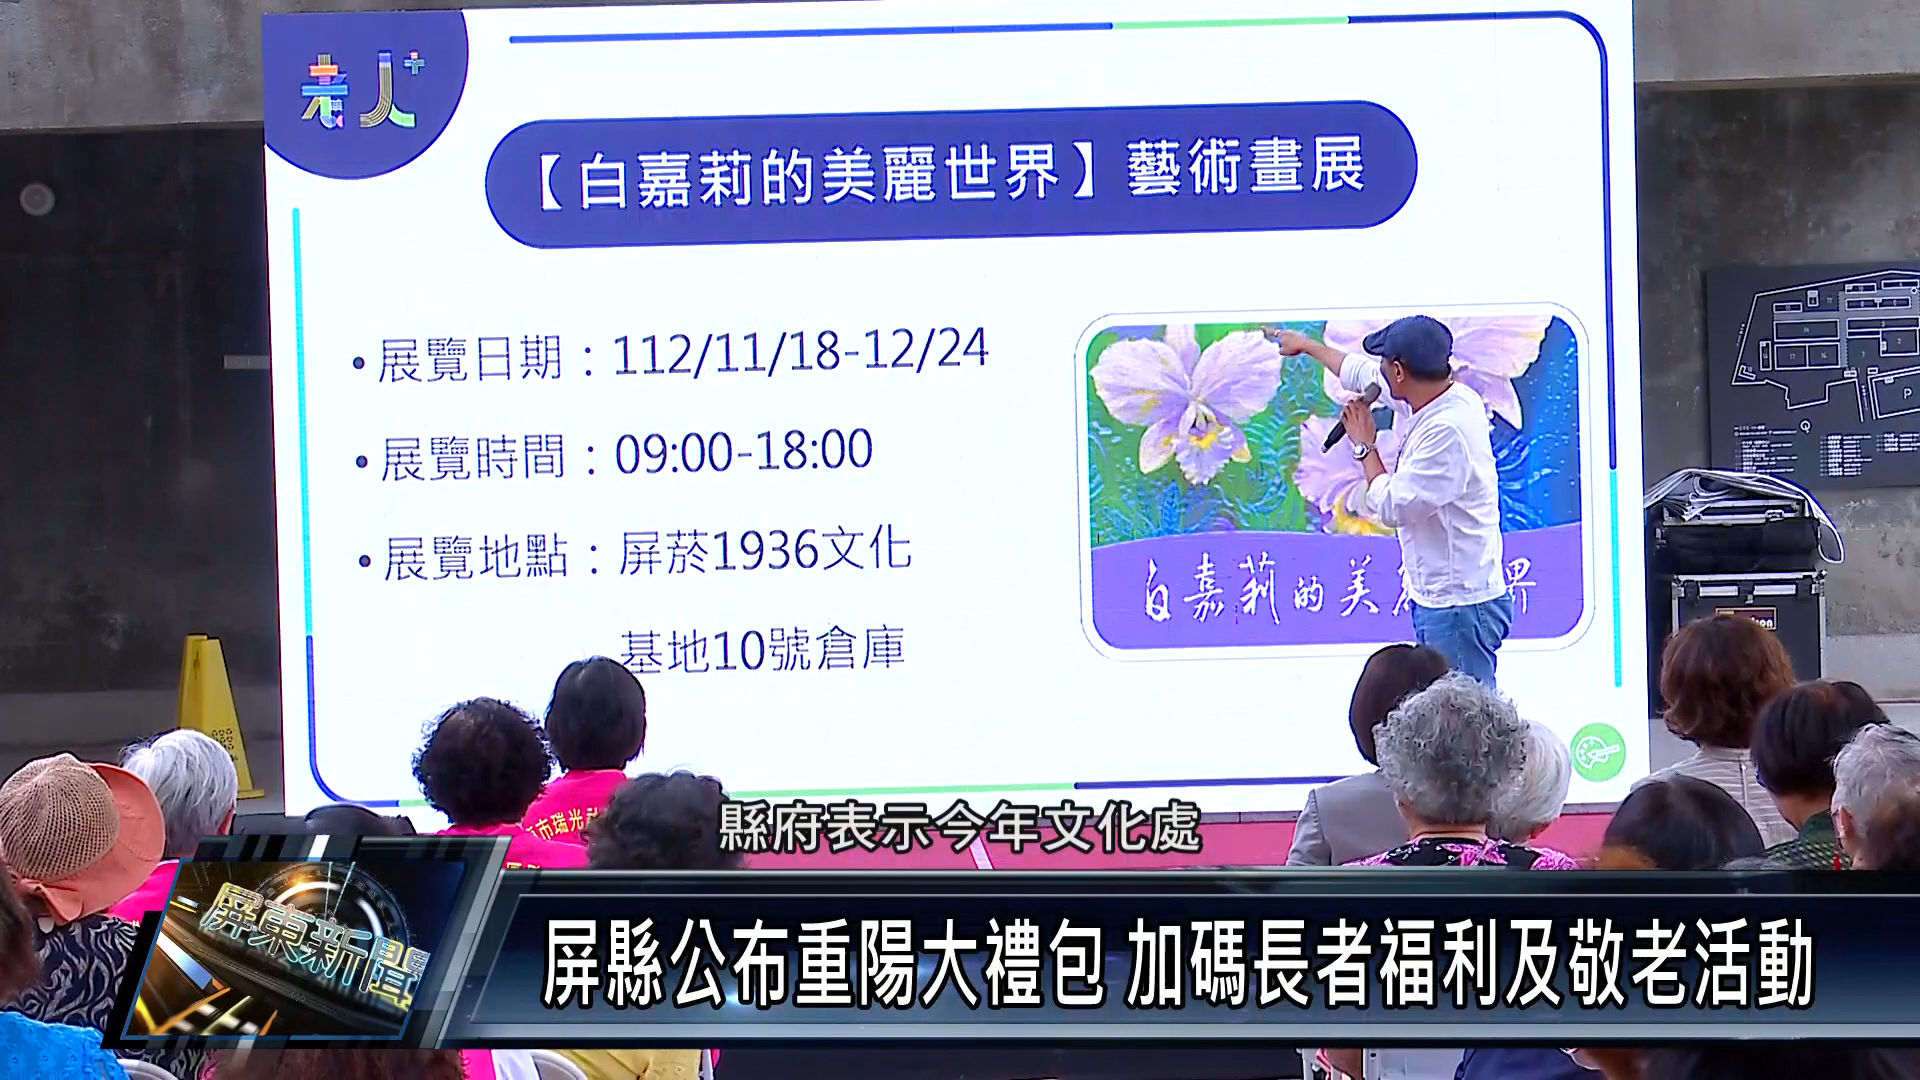 老人+
【白嘉莉的美麗世界】藝術畫展
•展覽日期：112/11/18-12/24
•展覽時間：09:00-18:00
•展覽地點：屏菸1936文化
基地10號倉庫
白嘉莉的美
界
市瑞光
縣府表示今年文化處
屏東新聞
屏縣公布重陽大禮包 加碼長者福利及敬老活動